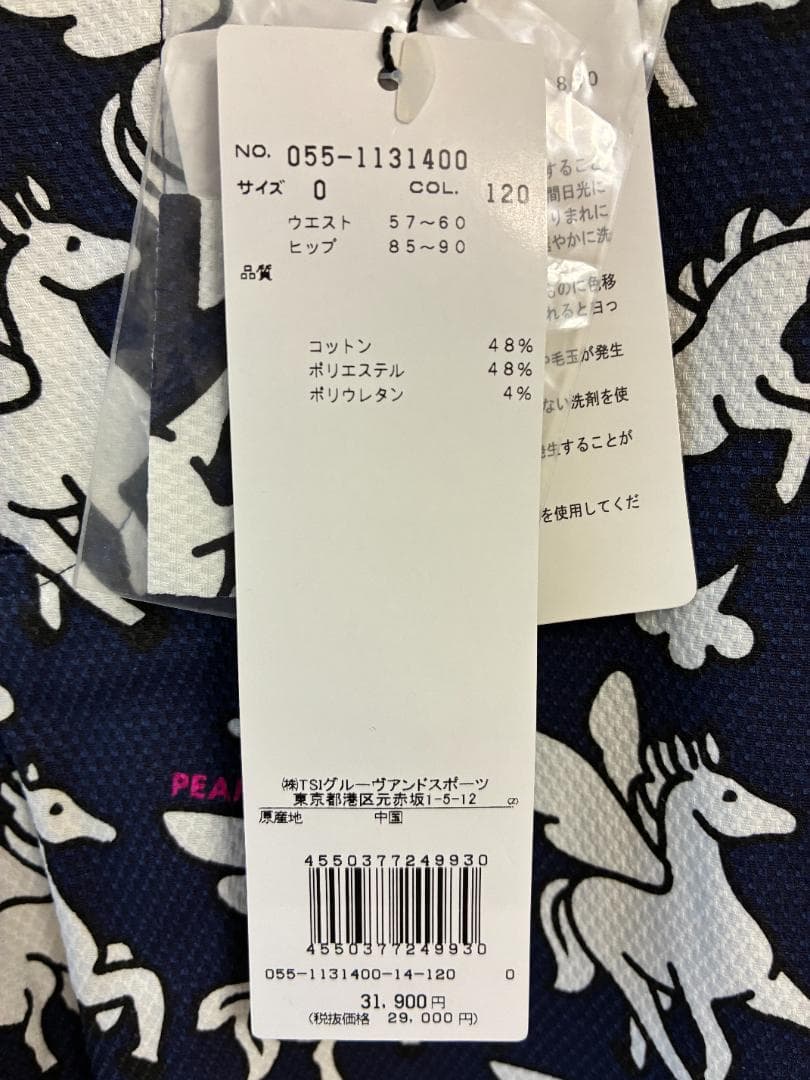 NO. 055-1131400
サイズ 0 COL. 120
ウエスト 57～60
ヒップ 85～90
品質
コットン 48%
ポリエステル 48%
ポリウレタン 4%
㈱TSIグルーヴアンドスポーツ
東京都港区元赤坂1-5-12 (Z)
原産地 中国
4550377249930
4550377249930
055-1131400-14-120 0
31,900円
(税抜価格 29,000円)
すること
間日光に
りまれに
やかに洗
ものに色移
れると白っ
や毛玉が発生
ない洗剤を使
生することが
を使用してくだ
PEA